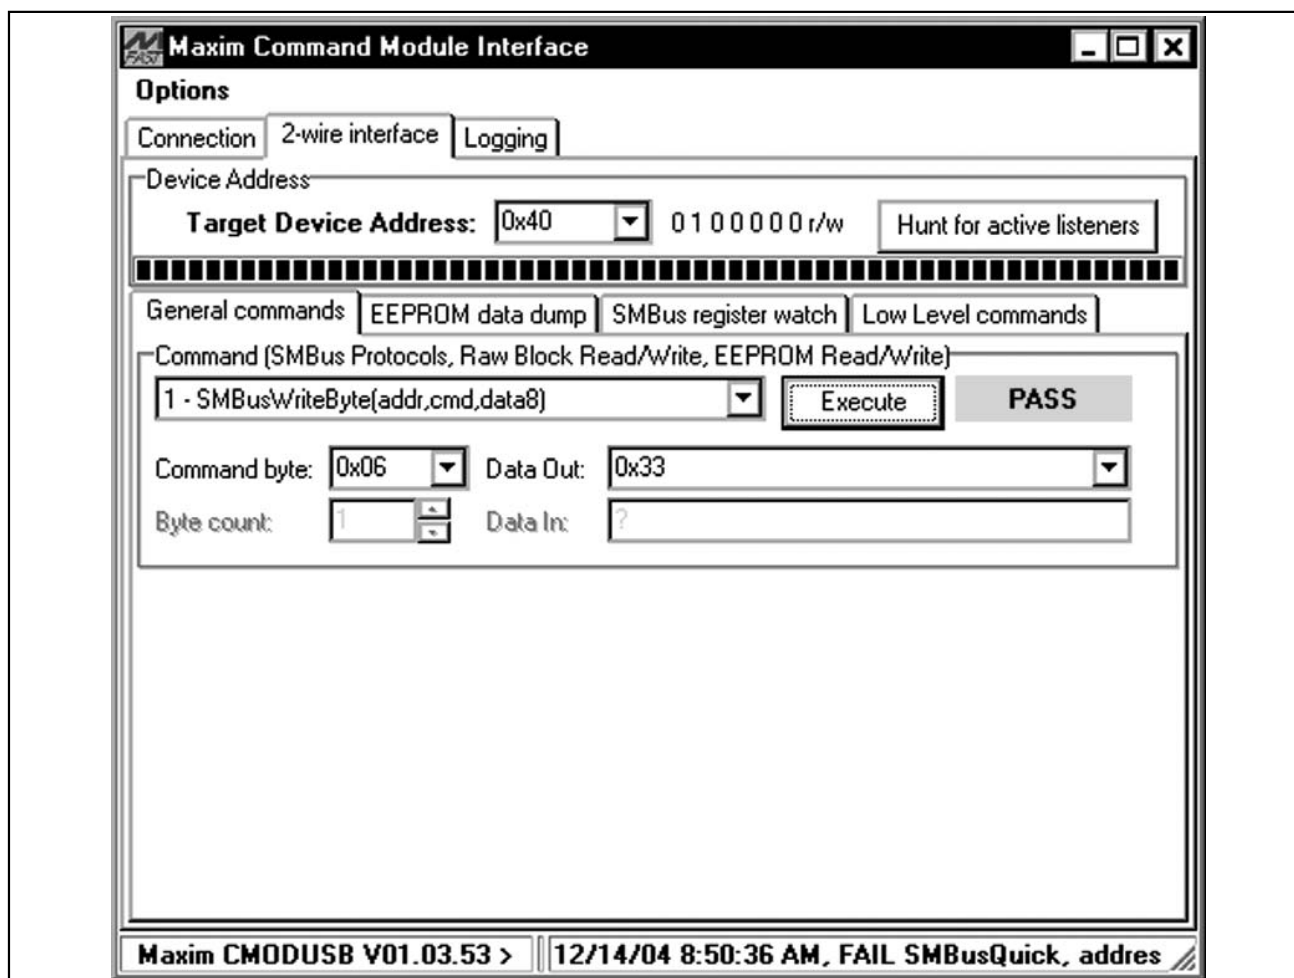 Maxim Command Module Interface
Options
Connection 2-wire interface Logging
Device Address
Target Device Address: 0x40 0 1 0 0 0 0 0 r/w Hunt for active listeners
General commands EEPROM data dump SMBus register watch Low Level commands
Command (SMBus Protocols, Raw Block Read/Write, EEPROM Read/Write)
1 - SMBusWriteByte(addr,cmd,data8) Execute PASS
Command byte: 0x06 Data Out: 0x33
Byte count: 1 Data In: ?
Maxim CMODUSB V01.03.53 > 12/14/04 8:50:36 AM, FAIL SMBusQuick, addres